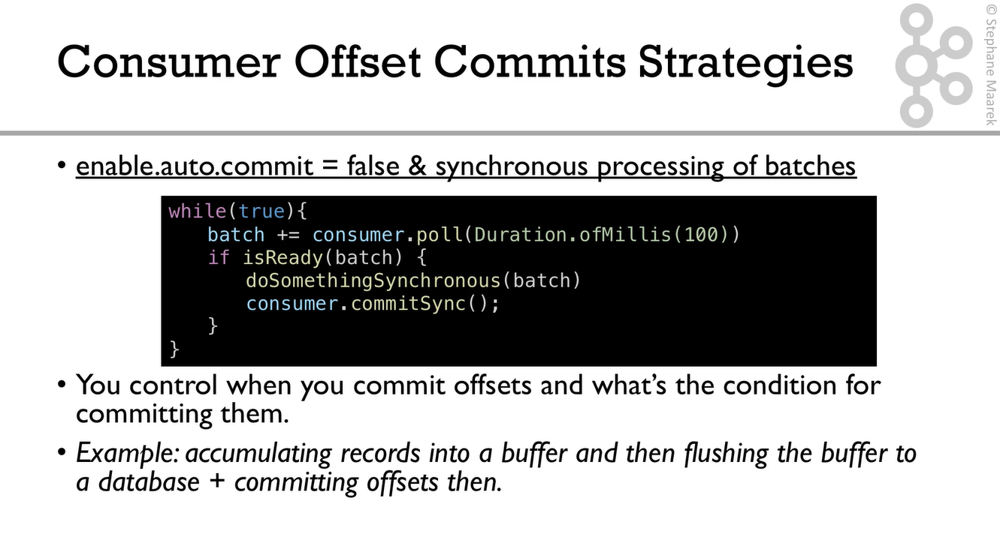 Consumer Offset Commits Strategies
© Stephane Maarek
• enable.auto.commit = false & synchronous processing of batches
while(true){
    batch += consumer.poll(Duration.ofMillis(100))
    if isReady(batch) {
        doSomethingSynchronous(batch)
        consumer.commitSync();
    }
}
• You control when you commit offsets and what’s the condition for
committing them.
• Example: accumulating records into a buffer and then flushing the buffer to
a database + committing offsets then.